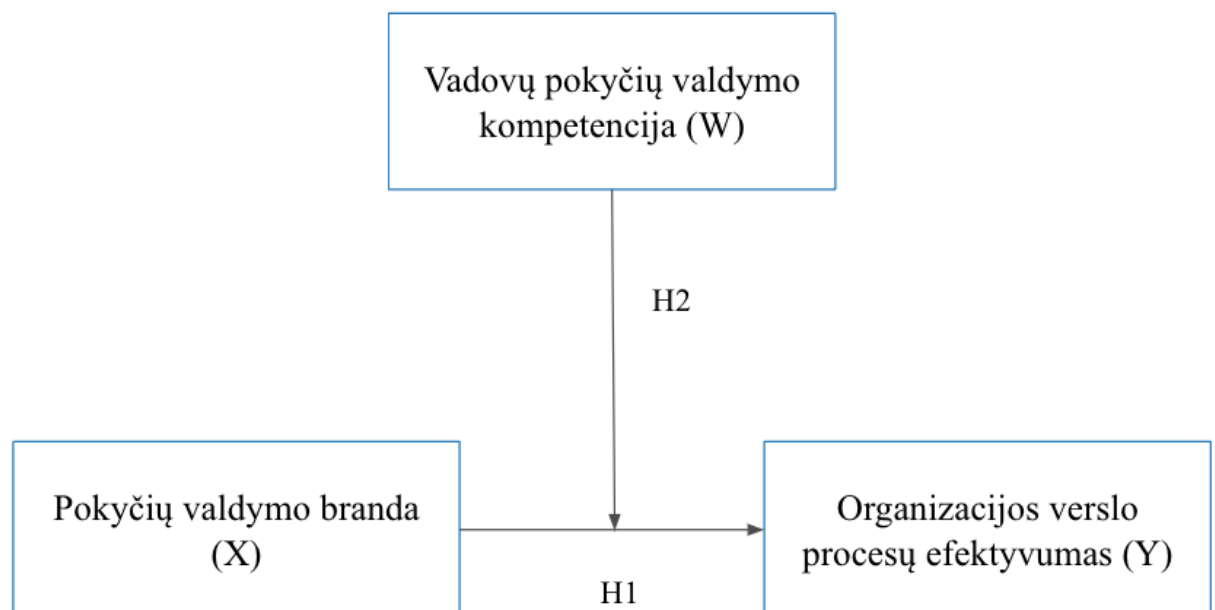 Vadovų pokyčių valdymo
kompetencija (W)
H2
Pokyčių valdymo branda
(X)
Organizacijos verslo
procesų efektyvumas (Y)
H1